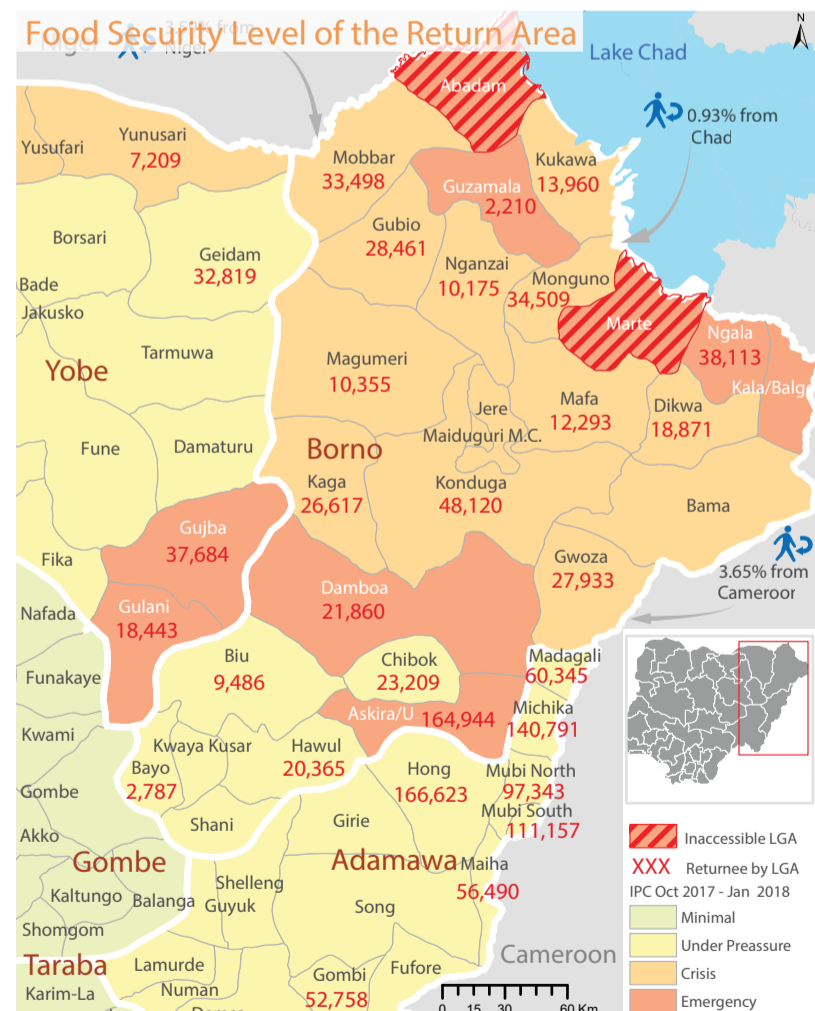 Food Security Level of the Return Area
3.58% from
Niger
Niger
N
Lake Chad
0.93% from
Chad
Abadam
Yusufari
Yunusari
7,209
Mobbar
33,498
Kukawa
13,960
Guzamala
2,210
Gubio
28,461
Borsari
Geidam
32,819
Nganzai
10,175
Monguno
34,509
Bade
Jakusko
Marte
Ngala
38,113
Tarmuwa
Yobe
Magumeri
10,355
Kala/Balg
Jere
Mafa
12,293
Dikwa
18,871
Maiduguri M.C.
Fune
Damaturu
Borno
Kaga
26,617
Konduga
48,120
Bama
Gujba
37,684
Fika
Gwoza
27,933
3.65% from
Cameroor
Damboa
21,860
Nafada
Gulani
18,443
Biu
9,486
Chibok
23,209
Madagali
60,345
Funakaye
Askira/U 164,944
Michika
140,791
Kwami
Kwaya Kusar
Hawul
20,365
Bayo
2,787
Hong
166,623
Mubi North
97,343
Mubi South
111,157
Gombe
Shani
Girie
Akko
Gombe
Adamawa
Maiha
56,490
Kaltungo
Balanga
Shelleng
Guyuk
Song
Shomgom
Cameroon
Taraba
Karim-La
Lamurde
Numan
Gombi
52,758
Fufore
0 15 30 60 Km
Inaccessible LGA
XXX Returnee by LGA
IPC Oct 2017 - Jan 2018
Minimal
Under Preassure
Crisis
Emergency